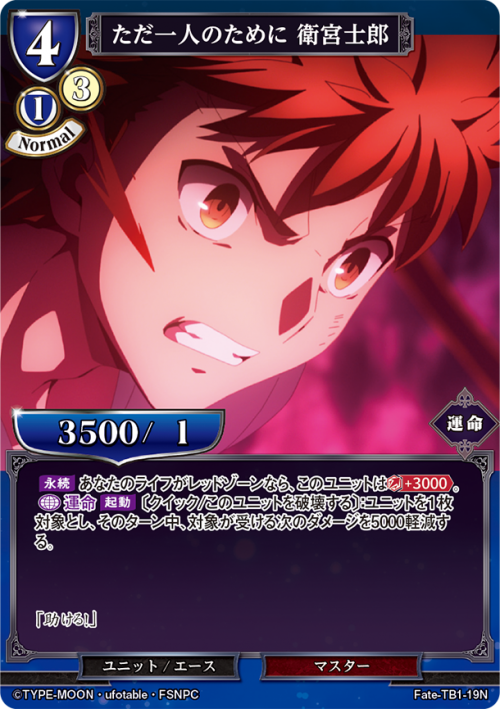 4
ただ一人のために 衛宮士郎
1
3
Normal
3500/ 1
運命
永続 あなたのライフがレッドゾーンなら、このユニットは+3000。
運命 起動 〔クイック/このユニットを破壊する〕:ユニットを1枚
対象とし、そのターン中、対象が受ける次のダメージを5000軽減す
る。
『助ける!』
ユニット / エース
マスター
©TYPE-MOON・ufotable・FSNPC
Fate-TB1-19N